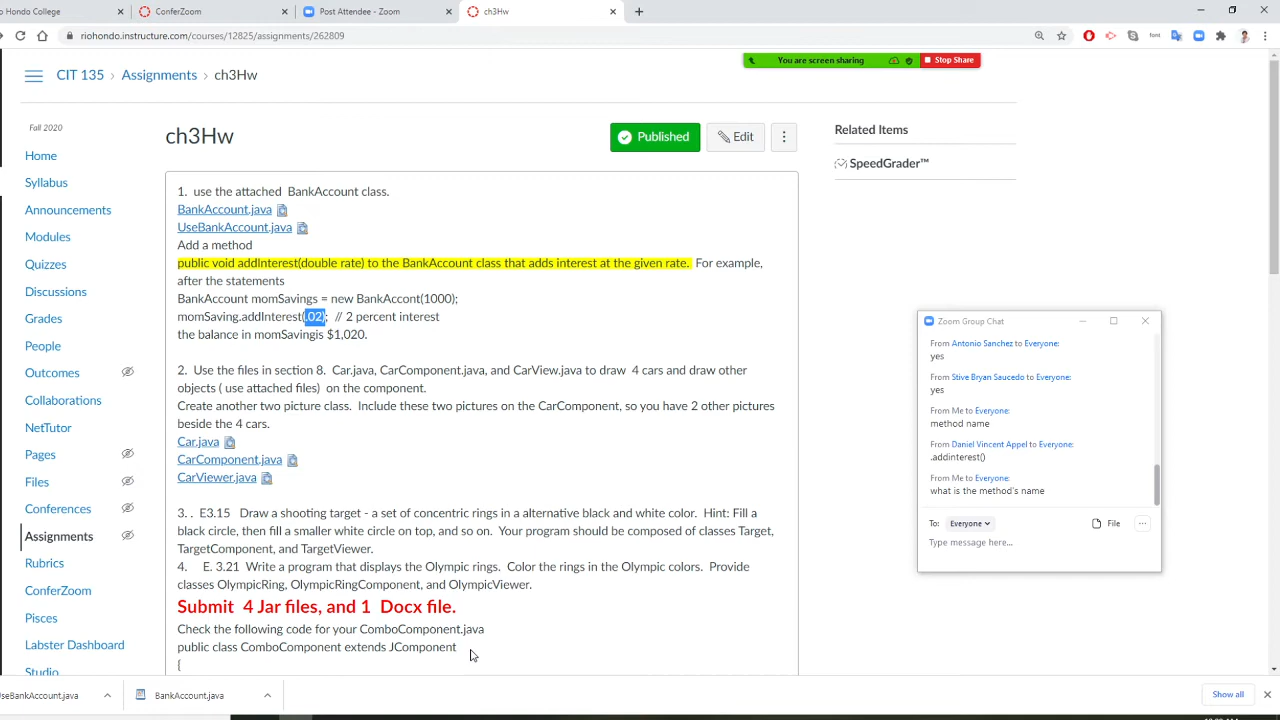 o Hondo College
ConferZoom
Post Attendee - Zoom
ch3Hw
riohondo.instructure.com/courses/12825/assignments/262809
You are screen sharing
Stop Share
CIT 135 › Assignments › ch3Hw
Fall 2020
Home
Syllabus
Announcements
Modules
Quizzes
Discussions
Grades
People
Outcomes
Collaborations
NetTutor
Pages
Files
Conferences
Assignments
Rubrics
ConferZoom
Pisces
Labster Dashboard
Studio
ch3Hw
Published
Edit
1. use the attached BankAccount class.
BankAccount.java
UseBankAccount.java
Add a method
public void addInterest(double rate) to the BankAccount class that adds interest at the given rate. For example,
after the statements
BankAccount momSavings = new BankAccont(1000);
momSaving.addInterest(.02); // 2 percent interest
the balance in momSavingis $1,020.
2. Use the files in section 8. Car.java, CarComponent.java, and CarView.java to draw 4 cars and draw other
objects ( use attached files) on theComponent.
Create another two picture class. Include these two pictures on the CarComponent, so you have 2 other pictures
beside the 4 cars.
Car.java
CarComponent.java
CarViewer.java
3. . E3.15 Draw a shooting target - a set of concentric rings in a alternative black and white color. Hint: Fill a
black circle, then fill a smaller white circle on top, and so on. Your program should be composed of classes Target,
TargetComponent, and TargetViewer.
4. E. 3.21 Write a program that displays the Olympic rings. Color the rings in the Olympic colors. Provide
classes OlympicRing, OlympicRingComponent, and OlympicViewer.
Submit 4 Jar files, and 1 Docx file.
Check the following code for your ComboComponent.java
public class ComboComponent extends JComponent
{
Related Items
SpeedGrader™
Zoom Group Chat
From Antonio Sanchez to Everyone:
yes
From Stive Bryan Saucedo to Everyone:
yes
From Me to Everyone:
method name
From Daniel Vincent Appel to Everyone:
.addinterest()
From Me to Everyone:
what is the method's name
To: Everyone
File
Type message here...
seBankAccount.java
BankAccount.java
Show all